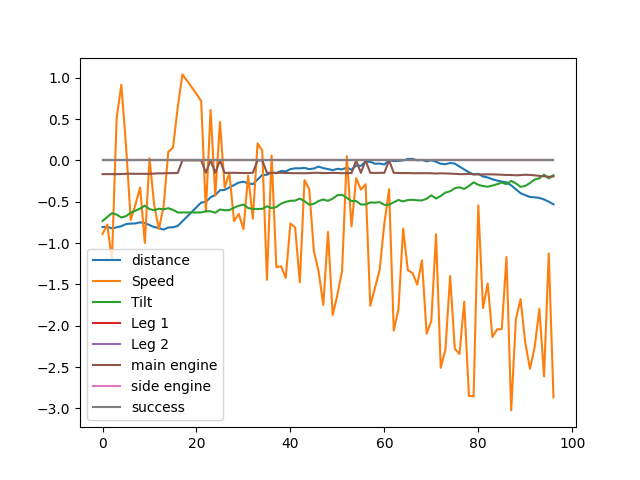 1.0
0.5
0.0
−0.5
−1.0
−1.5
−2.0
−2.5
−3.0
distance
Speed
Tilt
Leg 1
Leg 2
main engine
side engine
success
0 20 40 60 80 100